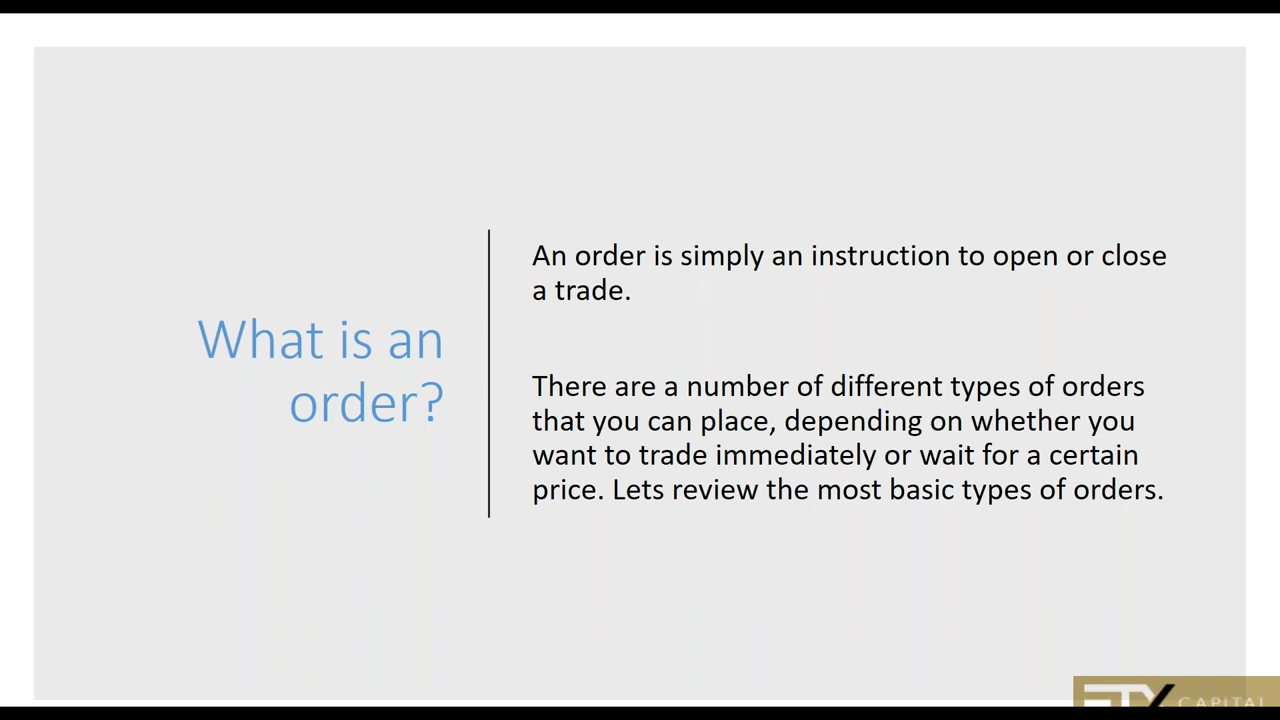 What is an
order?
An order is simply an instruction to open or close
a trade.
There are a number of different types of orders
that you can place, depending on whether you
want to trade immediately or wait for a certain
price. Lets review the most basic types of orders.
ETX CAPITAL